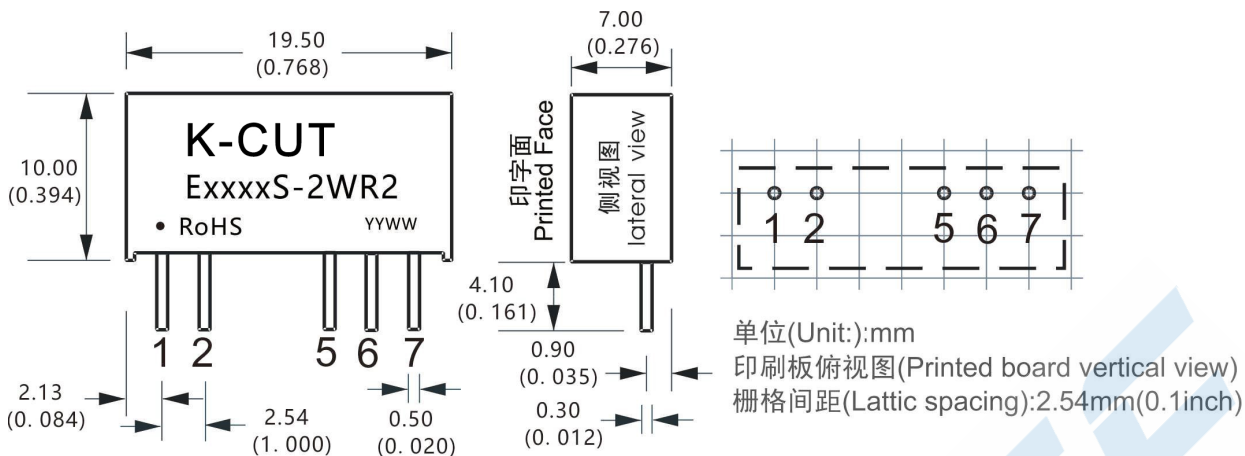 19.50
(0.768)
7.00
(0.276)
10.00
(0.394)
K-CUT
ExxxxS-2WR2
• RoHS YYWW
印字面
Printed Face
侧视图
lateral view
4.10
(0. 161)
1 2 5 6 7
1 2 5 6 7
2.13
(0. 084)
2.54
(1. 000)
0.50
(0. 020)
0.90
(0. 035)
0.30
(0. 012)
单位(Unit:):mm
印刷板俯视图(Printed board vertical view)
栅格间距(Lattic spacing):2.54mm(0.1inch)